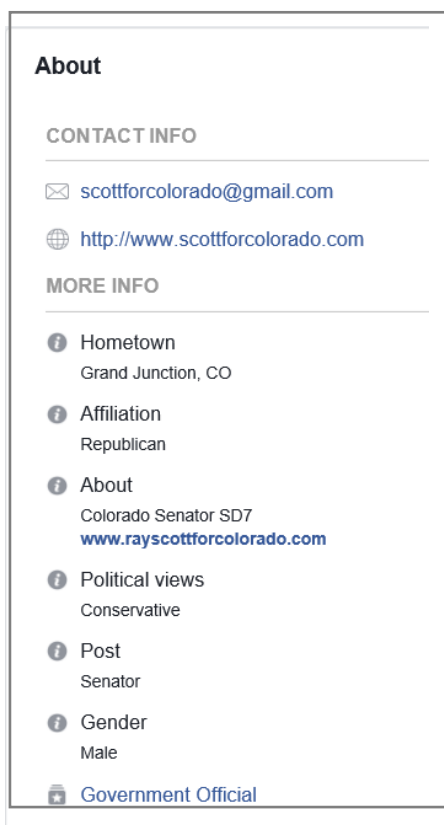 About
CONTACT INFO
scottforcolorado@gmail.com
http://www.scottforcolorado.com
MORE INFO
Hometown
Grand Junction, CO
Affiliation
Republican
About
Colorado Senator SD7
www.rayscottforcolorado.com
Political views
Conservative
Post
Senator
Gender
Male
Government Official